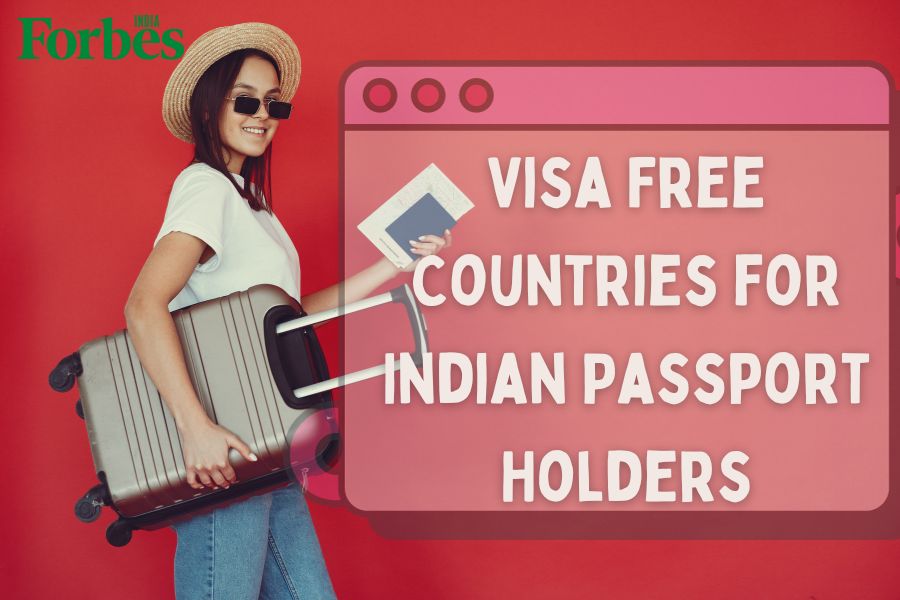 Forbes INDIA
VISA FREE
COUNTRIES FOR
INDIAN PASSPORT
HOLDERS